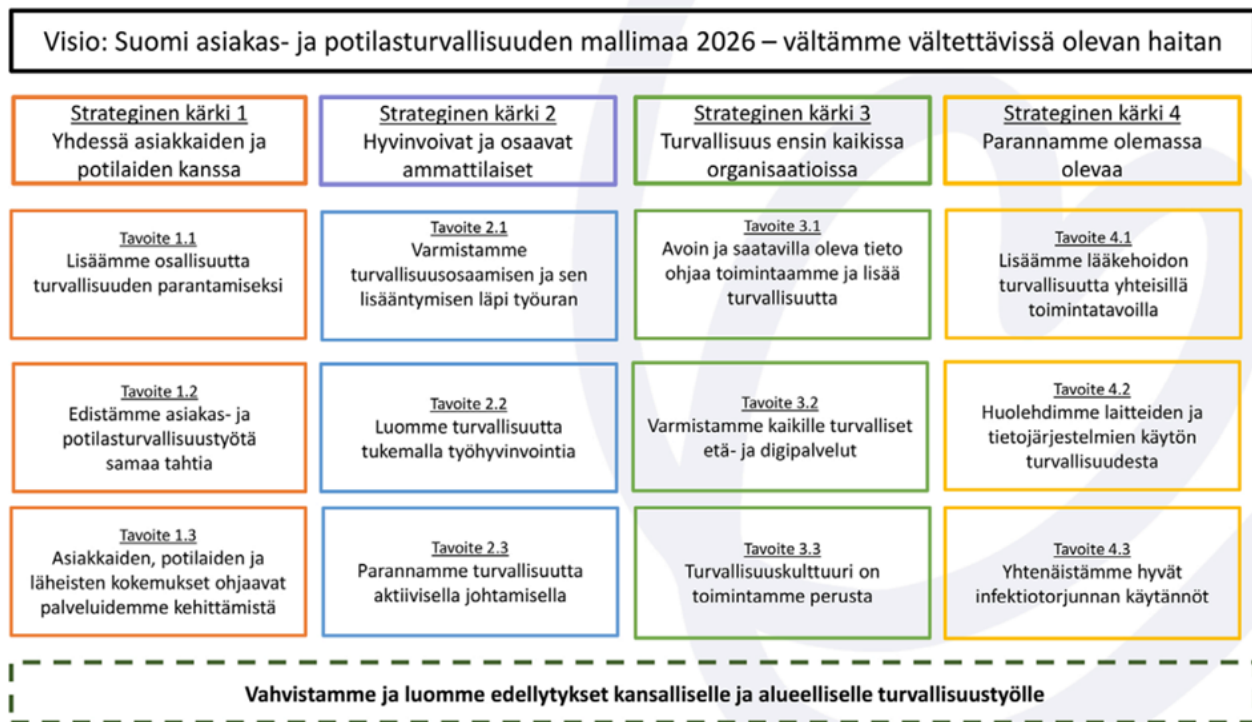 Visio: Suomi asiakas- ja potilasturvallisuuden mallimaa 2026 – vältämme vältettävissä olevan haitan
Strateginen kärki 1
Yhdessä asiakkaiden ja
potilaiden kanssa
Strateginen kärki 2
Hyvinvoivat ja osaavat
ammattilaiset
Strateginen kärki 3
Turvallisuus ensin kaikissa
organisaatioissa
Strateginen kärki 4
Parannamme olemassa
olevaa
Tavoite 1.1
Lisäämme osallisuutta
turvallisuuden parantamiseksi
Tavoite 2.1
Varmistamme
turvallisuusosaamisen ja sen
lisääntymisen läpi työuran
Tavoite 3.1
Avoin ja saatavilla oleva tieto
ohjaa toimintaamme ja lisää
turvallisuutta
Tavoite 4.1
Lisäämme lääkehoidon
turvallisuutta yhteisillä
toimintatavoilla
Tavoite 1.2
Edistämme asiakas- ja
potilasturvallisuustyötä
samaa tahtia
Tavoite 2.2
Luomme turvallisuutta
tukemalla työhyvinvointia
Tavoite 3.2
Varmistamme kaikille turvalliset
etä- ja digipalvelut
Tavoite 4.2
Huolehdimme laitteiden ja
tietojärjestelmien käytön
turvallisuudesta
Tavoite 1.3
Asiakkaiden, potilaiden ja
läheisten kokemukset ohjaavat
palveluidemme kehittämistä
Tavoite 2.3
Parannamme turvallisuutta
aktiivisella johtamisella
Tavoite 3.3
Turvallisuuskulttuuri on
toimintamme perusta
Tavoite 4.3
Yhtenäistämme hyvät
infektiotorjunnan käytännöt
Vahvistamme ja luomme edellytykset kansalliselle ja alueelliselle turvallisuustyölle